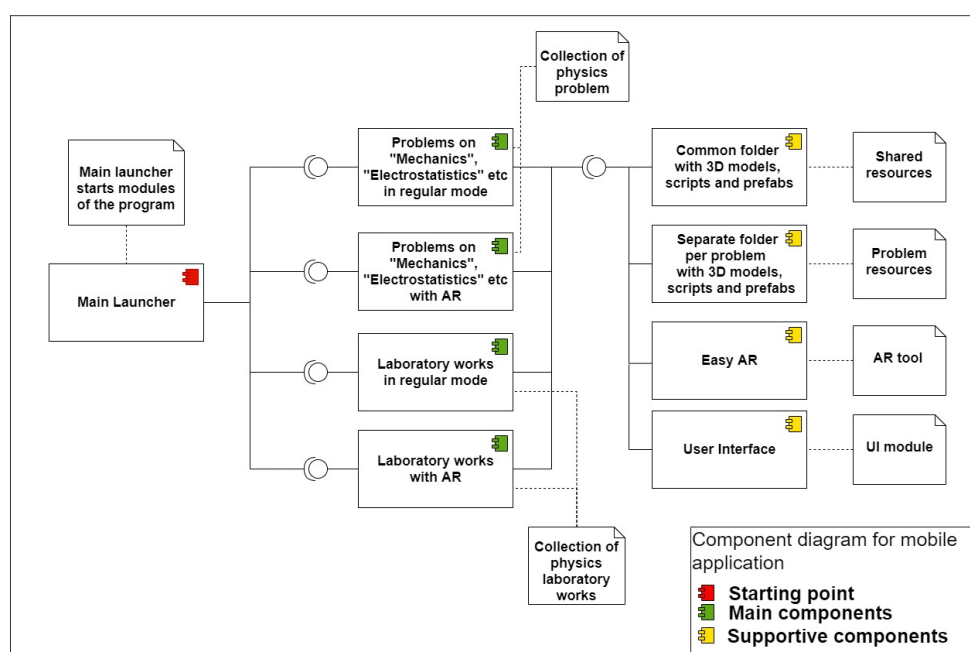 Collection of
physics
problem
Main launcher
starts modules
of the program
Main Launcher
Problems on
"Mechanics",
"Electrostatistics" etc
in regular mode
Problems on
"Mechanics",
"Electrostatistics" etc
with AR
Laboratory works
in regular mode
Laboratory works
with AR
Collection of
physics
laboratory
works
Common folder
with 3D models,
scripts and prefabs
Shared
resources
Separate folder
per problem
with 3D models,
scripts and prefabs
Problem
resources
Easy AR
AR tool
User Interface
UI module
Component diagram for mobile
application
Starting point
Main components
Supportive components